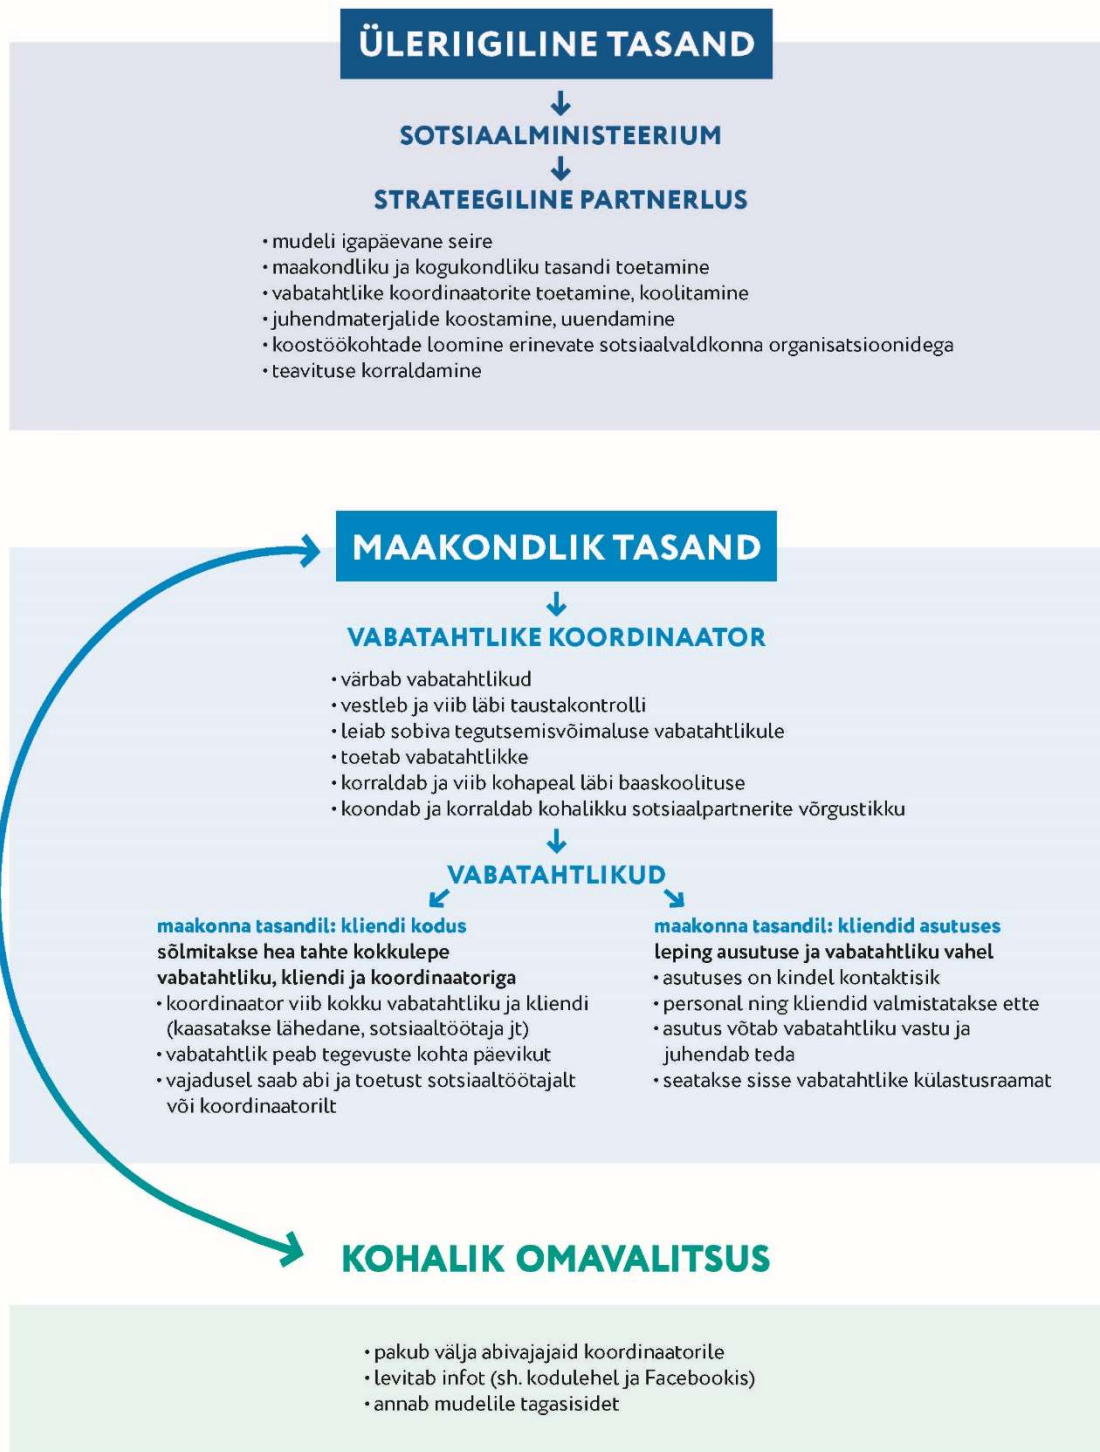 ÜLERIIGILINE TASAND
SOTSIAALMINISTEERIUM
STRATEEGILINE PARTNERLUS
• mudeli igapäevane seire
• maakondliku ja kogukondliku tasandi toetamine
• vabatahtlike koordinaatorite toetamine, koolitamine
• juhendmaterjalide koostamine, uuendamine
• koostöökohtade loomine erinevate sotsiaalvaldkonna organisatsioonidega
• teavituse korraldamine
MAAKONDLIK TASAND
VABATAHTLIKE KOORDINAATOR
• värbab vabatahtlikud
• vestleb ja viib läbi taustakontrolli
• leiab sobiva tegutsemisvõimaluse vabatahtlikule
• toetab vabatahtlikke
• korraldab ja viib kohapeal läbi baaskoolituse
• koondab ja korraldab kohalikku sotsiaalpartnerite võrgustikku
VABATAHTLIKUD
maakonna tasandil: kliendi kodus
sõlmitakse hea tahte kokkulepe
vabatahtliku, kliendi ja koordinaatoriga
• koordinaator viib kokku vabatahtliku ja kliendi
(kaasatakse lähedane, sotsiaaltöötaja jt)
• vabatahtlik peab tegevuste kohta päevikut
• vajadusel saab abi ja toetust sotsiaaltöötajalt
või koordinaatorilt
maakonna tasandil: kliendid asutuses
leping ausutuse ja vabatahtliku vahel
• asutuses on kindel kontaktisik
• personal ning kliendid valmistatakse ette
• asutus võtab vabatahtliku vastu ja
juhendab teda
• seatakse sisse vabatahtlike külastusraamat
KOHALIK OMAVALITSUS
• pakub välja abivajajaid koordinaatorile
• levitab infot (sh. kodulehel ja Facebookis)
• annab mudelile tagasisidet